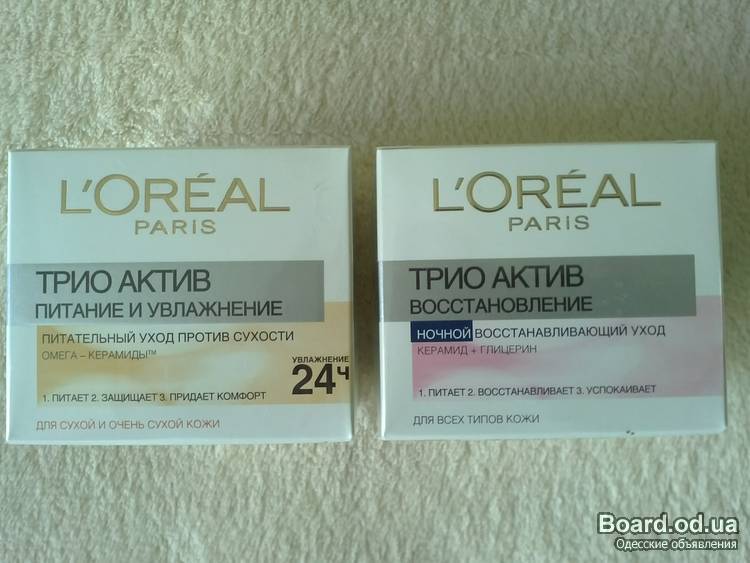 L'ORÉAL
PARIS
ТРИО АКТИВ
ПИТАНИЕ И УВЛАЖНЕНИЕ
ПИТАТЕЛЬНЫЙ УХОД ПРОТИВ СУХОСТИ
ОМЕГА – КЕРАМИДЫ™
УВЛАЖНЕНИЕ
24Ч
1. ПИТАЕТ 2. ЗАЩИЩАЕТ 3. ПРИДАЕТ КОМФОРТ
ДЛЯ СУХОЙ И ОЧЕНЬ СУХОЙ КОЖИ
L'ORÉAL
PARIS
ТРИО АКТИВ
ВОССТАНОВЛЕНИЕ
НОЧНОЙ ВОССТАНАВЛИВАЮЩИЙ УХОД
КЕРАМИД + ГЛИЦЕРИН
1. ПИТАЕТ 2. ВОССТАНАВЛИВАЕТ 3. УСПОКАИВАЕТ
ДЛЯ ВСЕХ ТИПОВ КОЖИ
Board.od.ua
Одесские объявления